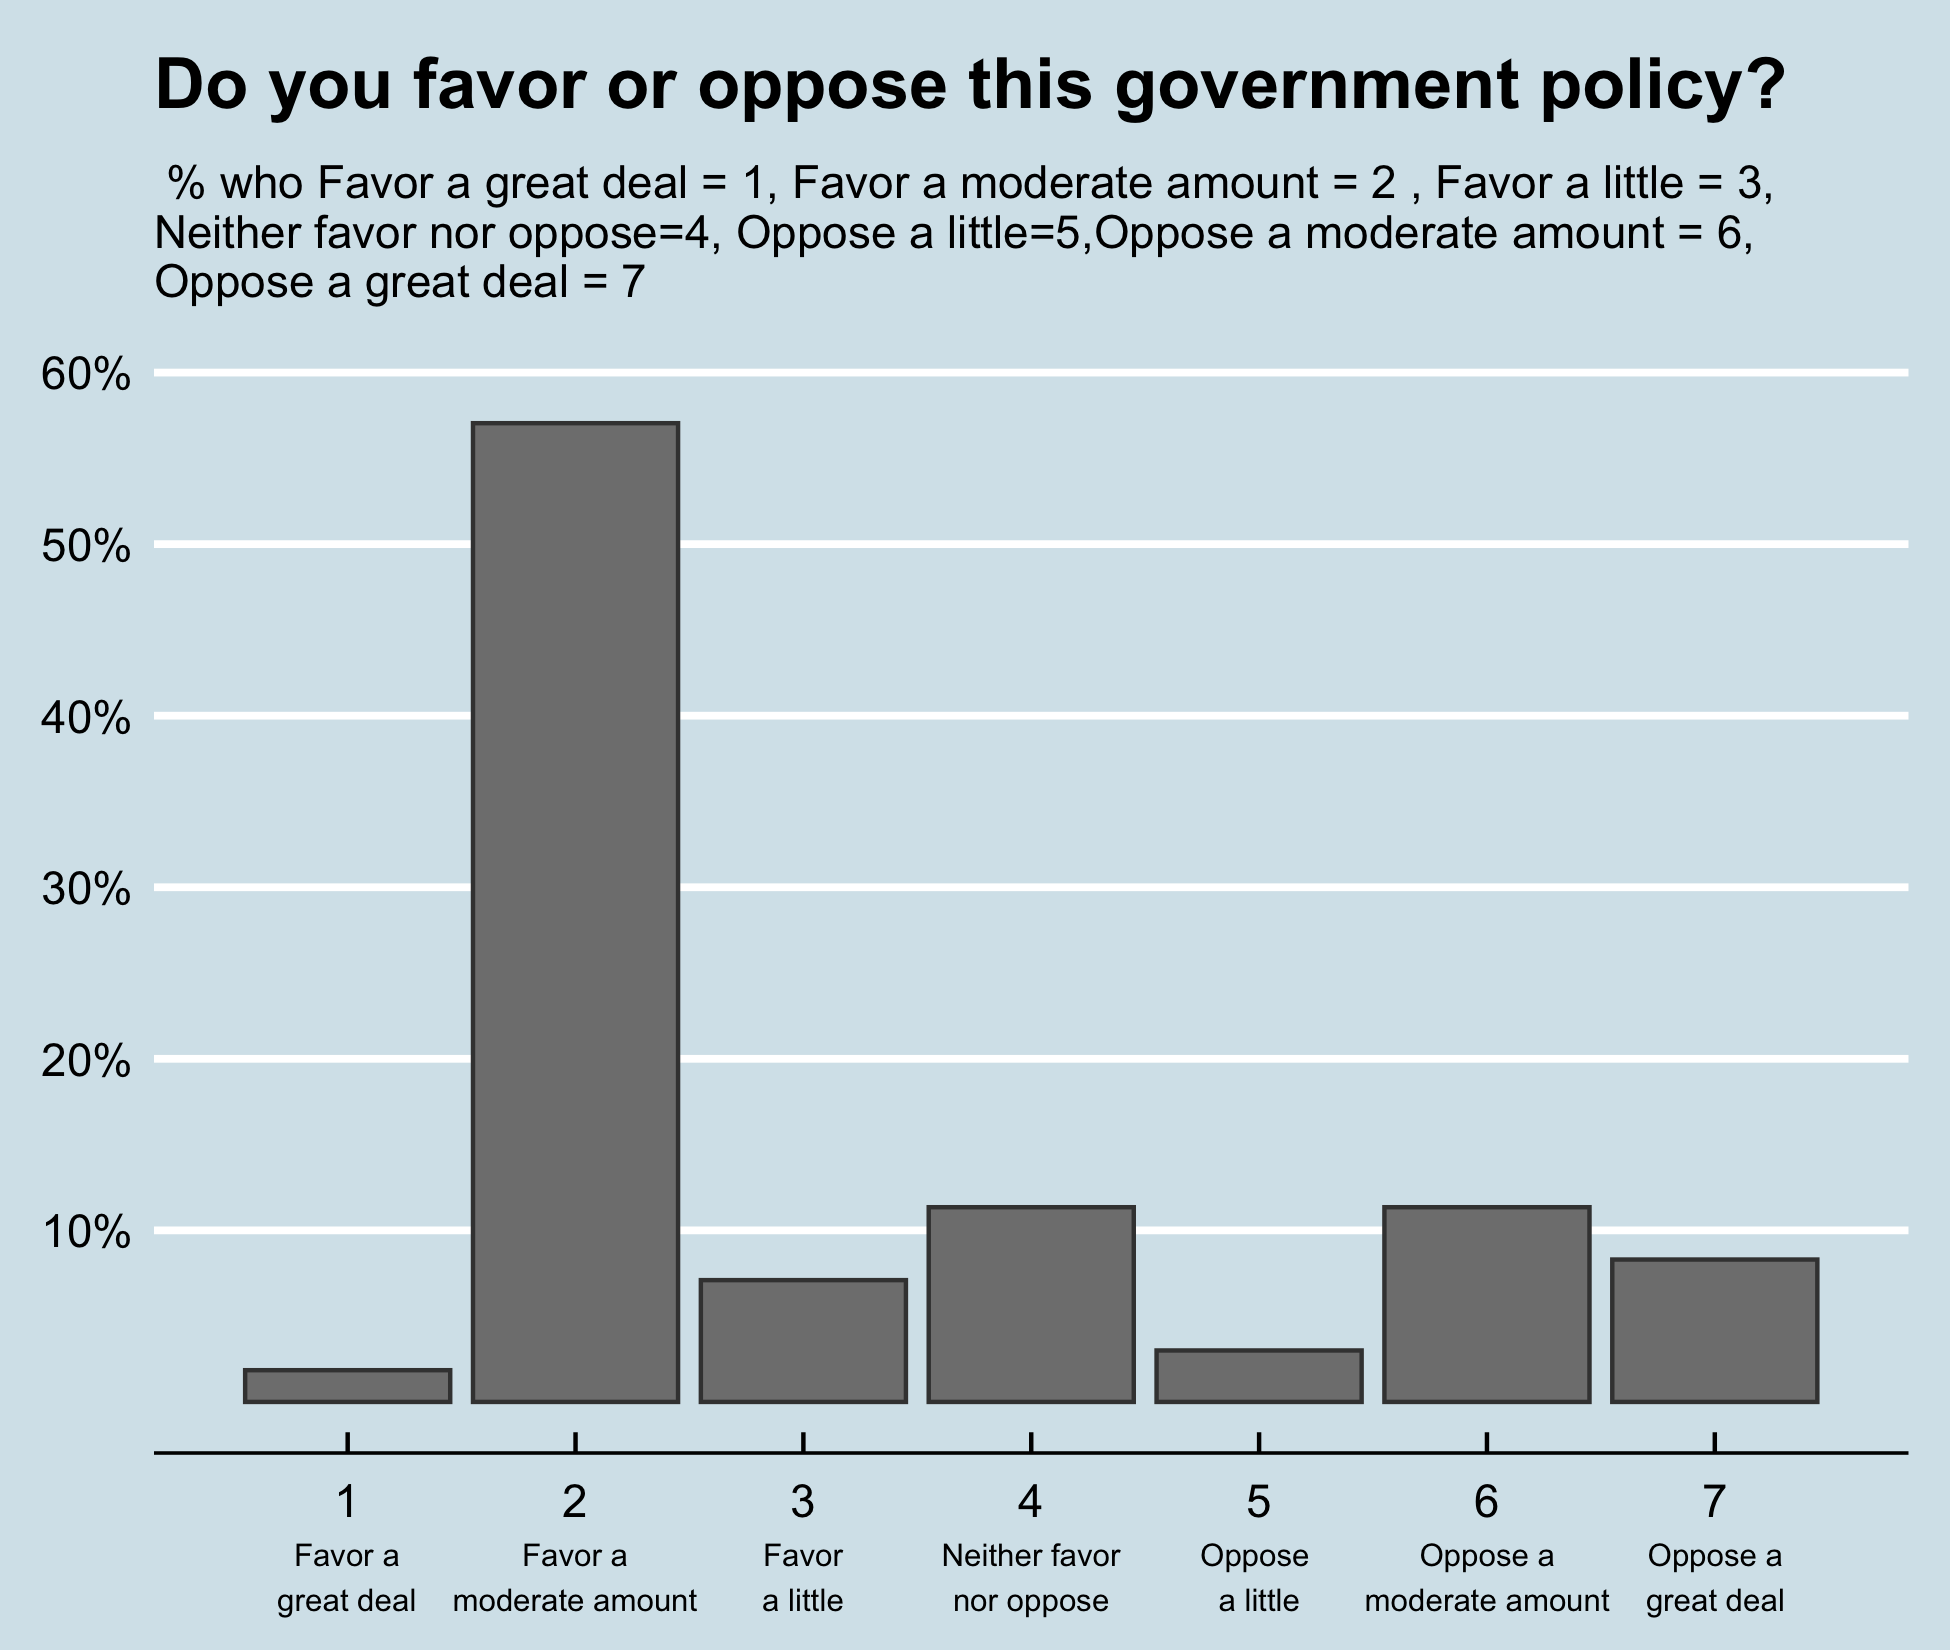 Do you favor or oppose this government policy?
% who Favor a great deal = 1, Favor a moderate amount = 2 , Favor a little = 3,
Neither favor nor oppose=4, Oppose a little=5,Oppose a moderate amount = 6,
Oppose a great deal = 7
60%
50%
40%
30%
20%
10%
1 2 3 4 5 6 7
Favor a Favor a Favor Neither favor Oppose Oppose a Oppose a
great deal moderate amount a little nor oppose a little moderate amount great deal